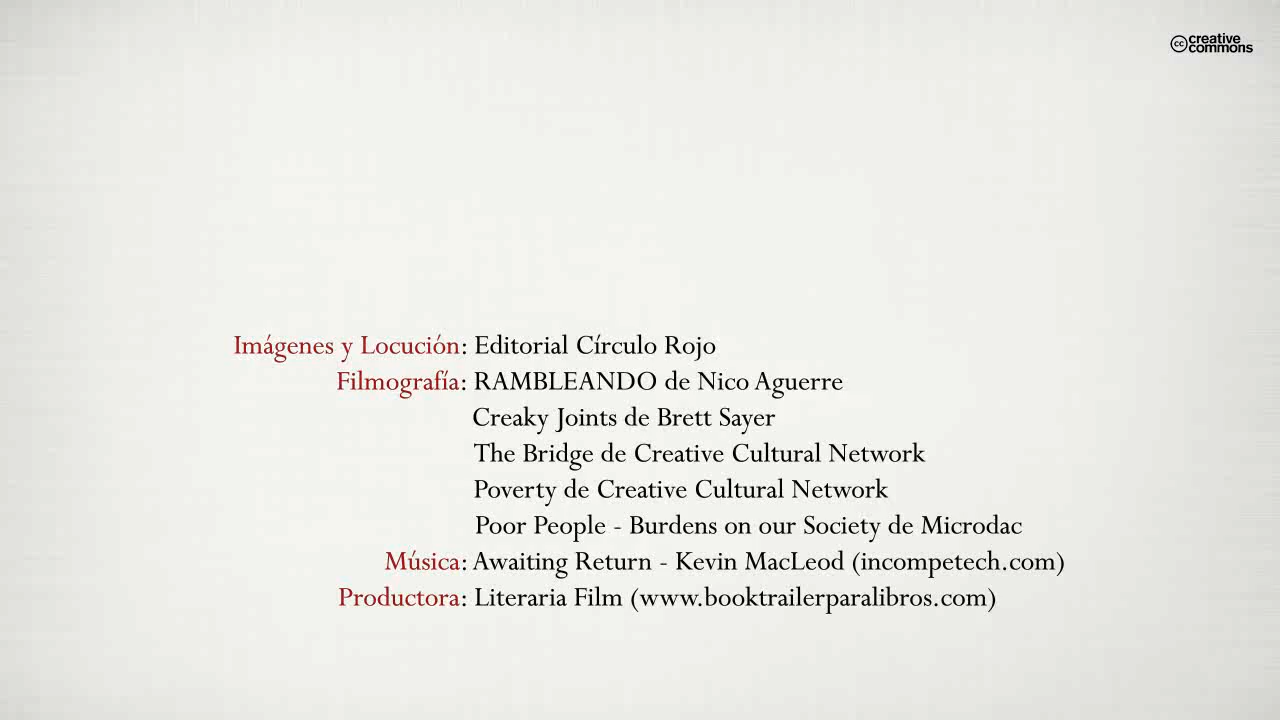 creative
commons
Imágenes y Locución: Editorial Círculo Rojo
Filmografía: RAMBLEANDO de Nico Aguerre
Creaky Joints de Brett Sayer
The Bridge de Creative Cultural Network
Poverty de Creative Cultural Network
Poor People - Burdens on our Society de Microdac
Música: Awaiting Return - Kevin MacLeod (incompetech.com)
Productora: Literaria Film (www.booktrailerparalibros.com)